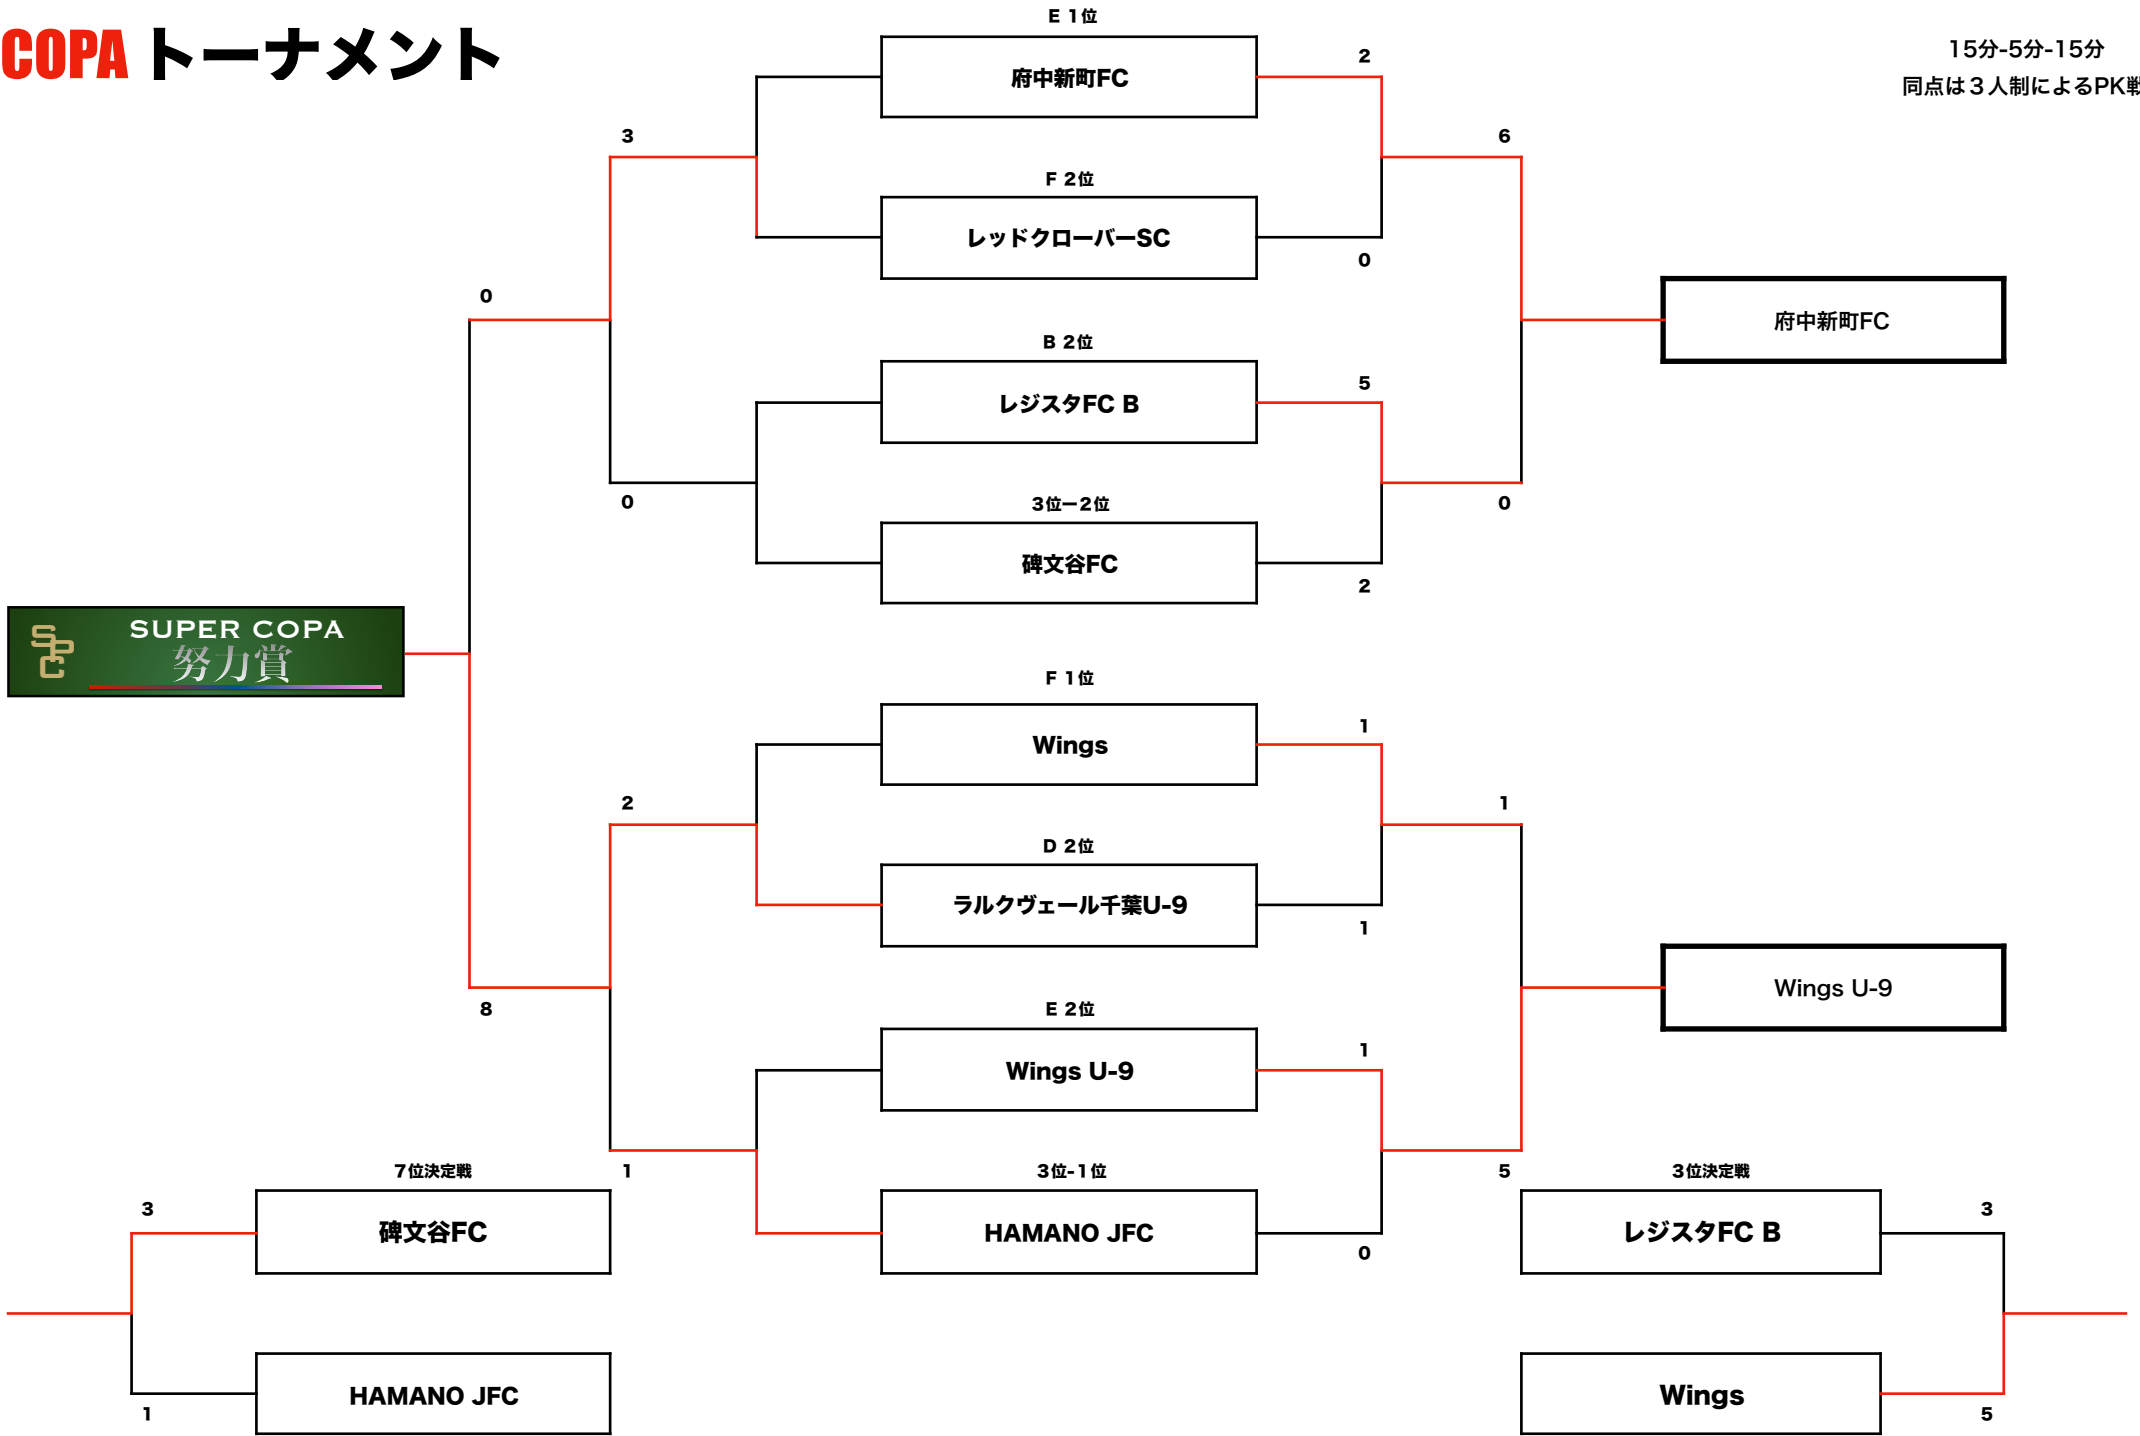 COPA トーナメント
15分-5分-15分
同点は３人制によるPK戦
E 1位
府中新町FC
2
3
6
F 2位
レッドクローバーSC
0
0
府中新町FC
B 2位
レジスタFC B
5
0
0
3位ー2位
碑文谷FC
2
SPC
SUPER COPA
努力賞
F 1位
Wings
1
2
1
D 2位
ラルクヴェール千葉U-9
1
Wings U-9
8
E 2位
Wings U-9
1
1
5
3位-1位
HAMANO JFC
0
7位決定戦
3
碑文谷FC
HAMANO JFC
1
3位決定戦
レジスタFC B
3
Wings
5